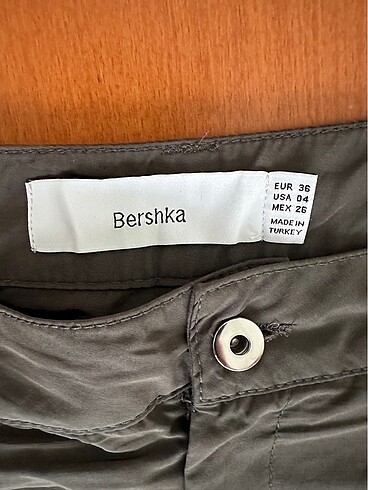 Bershka
EUR 36
USA 04
MEX 26
MADE IN
TURKEY